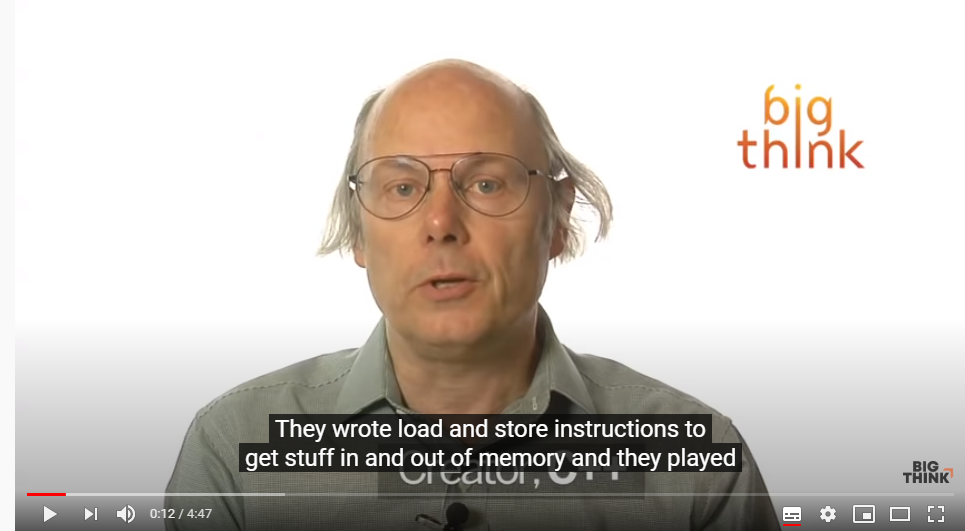 big
think
They wrote load and store instructions to
get stuff in and out of memory and they played
Creator, C++
BIG
THINK
0:12 / 4:47